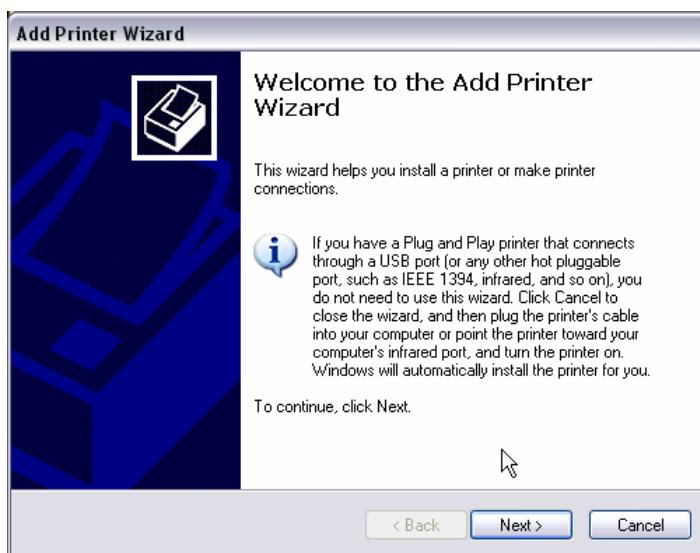 Add Printer Wizard
Welcome to the Add Printer
Wizard
This wizard helps you install a printer or make printer
connections.
If you have a Plug and Play printer that connects
through a USB port (or any other hot pluggable
port, such as IEEE 1394, infrared, and so on), you
do not need to use this wizard. Click Cancel to
close the wizard, and then plug the printer's cable
into your computer or point the printer toward your
computer's infrared port, and turn the printer on.
Windows will automatically install the printer for you.
To continue, click Next.
< Back Next > Cancel